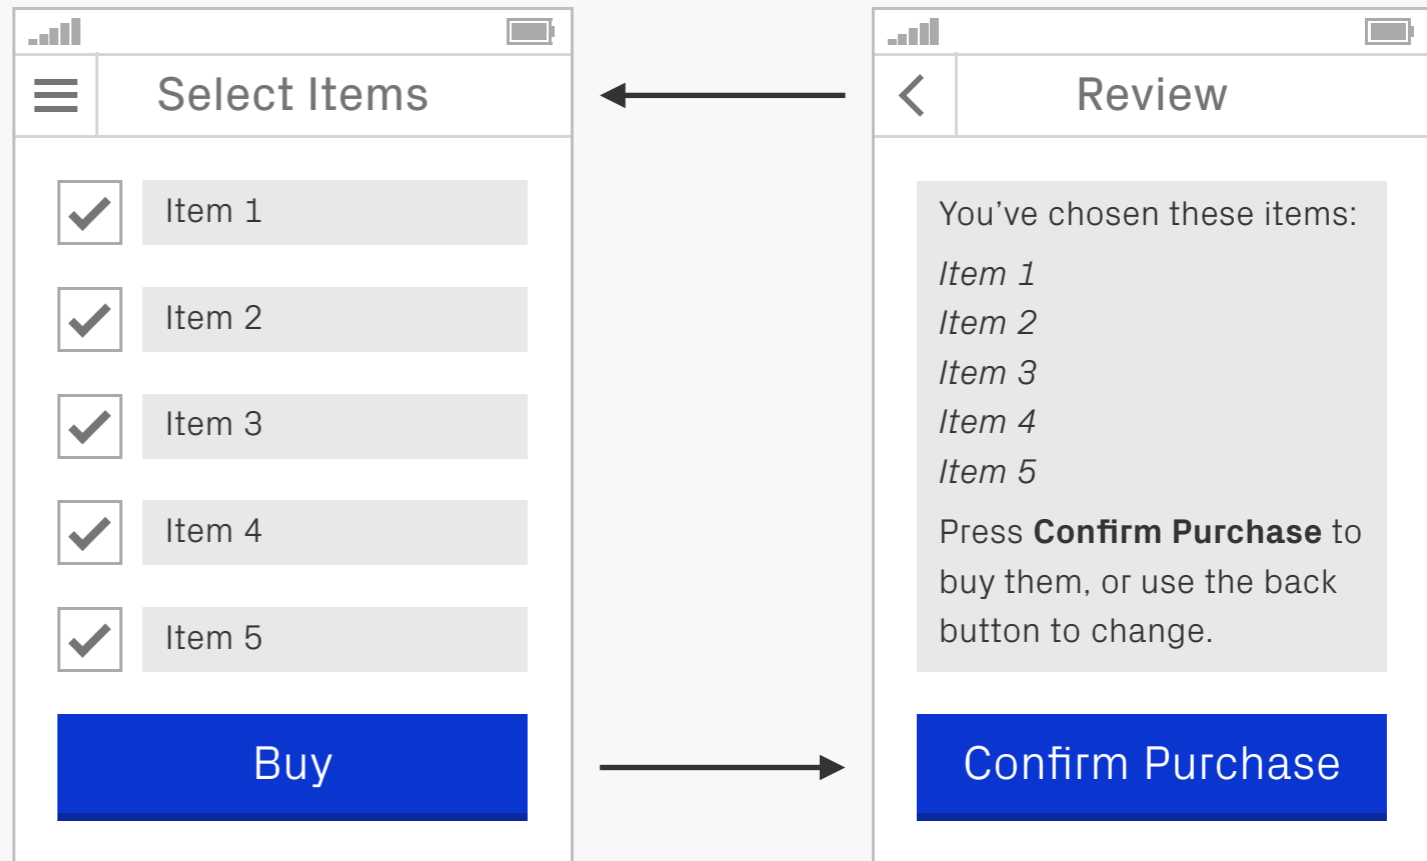 Select Items
Item 1
Item 2
Item 3
Item 4
Item 5
Buy
Review
You’ve chosen these items:
Item 1
Item 2
Item 3
Item 4
Item 5
Press Confirm Purchase to
buy them, or use the back
button to change.
Confirm Purchase